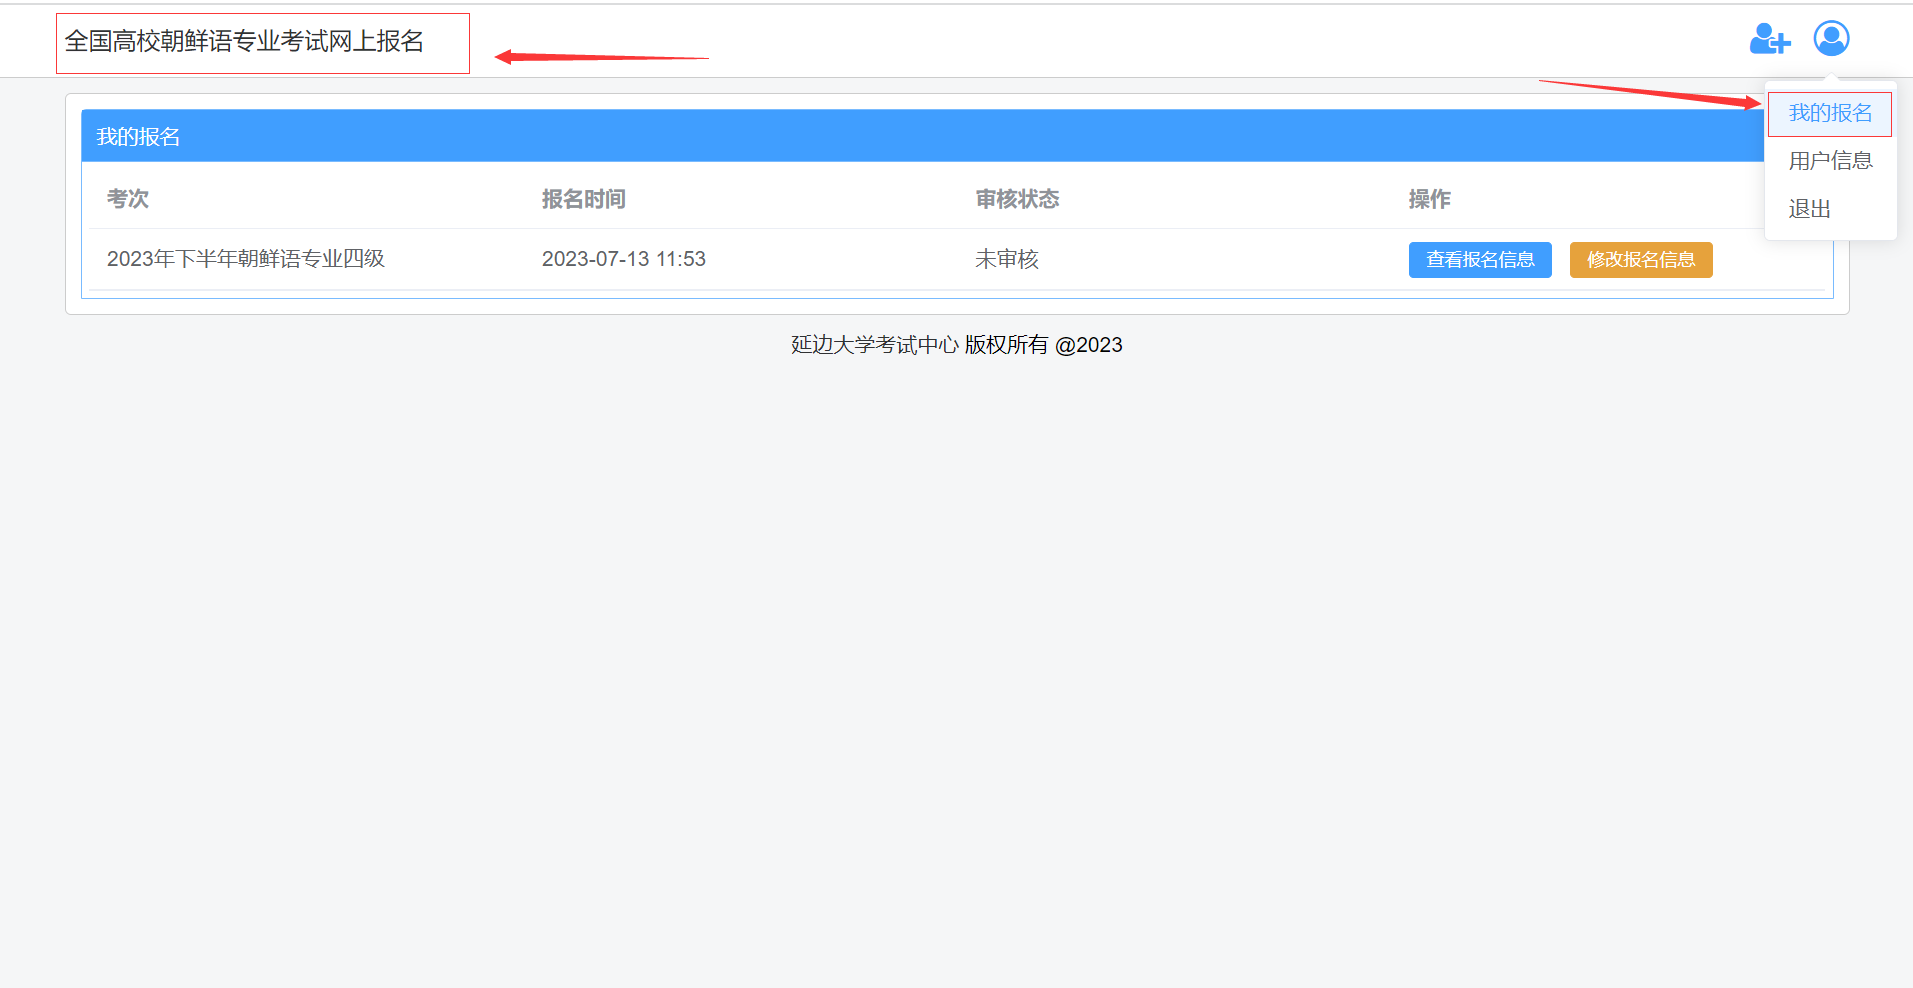 全国高校朝鲜语专业考试网上报名
我的报名
用户信息
退出
我的报名
考次 报名时间 审核状态 操作
2023年下半年朝鲜语专业四级 2023-07-13 11:53 未审核 查看报名信息 修改报名信息
延边大学考试中心 版权所有 @2023